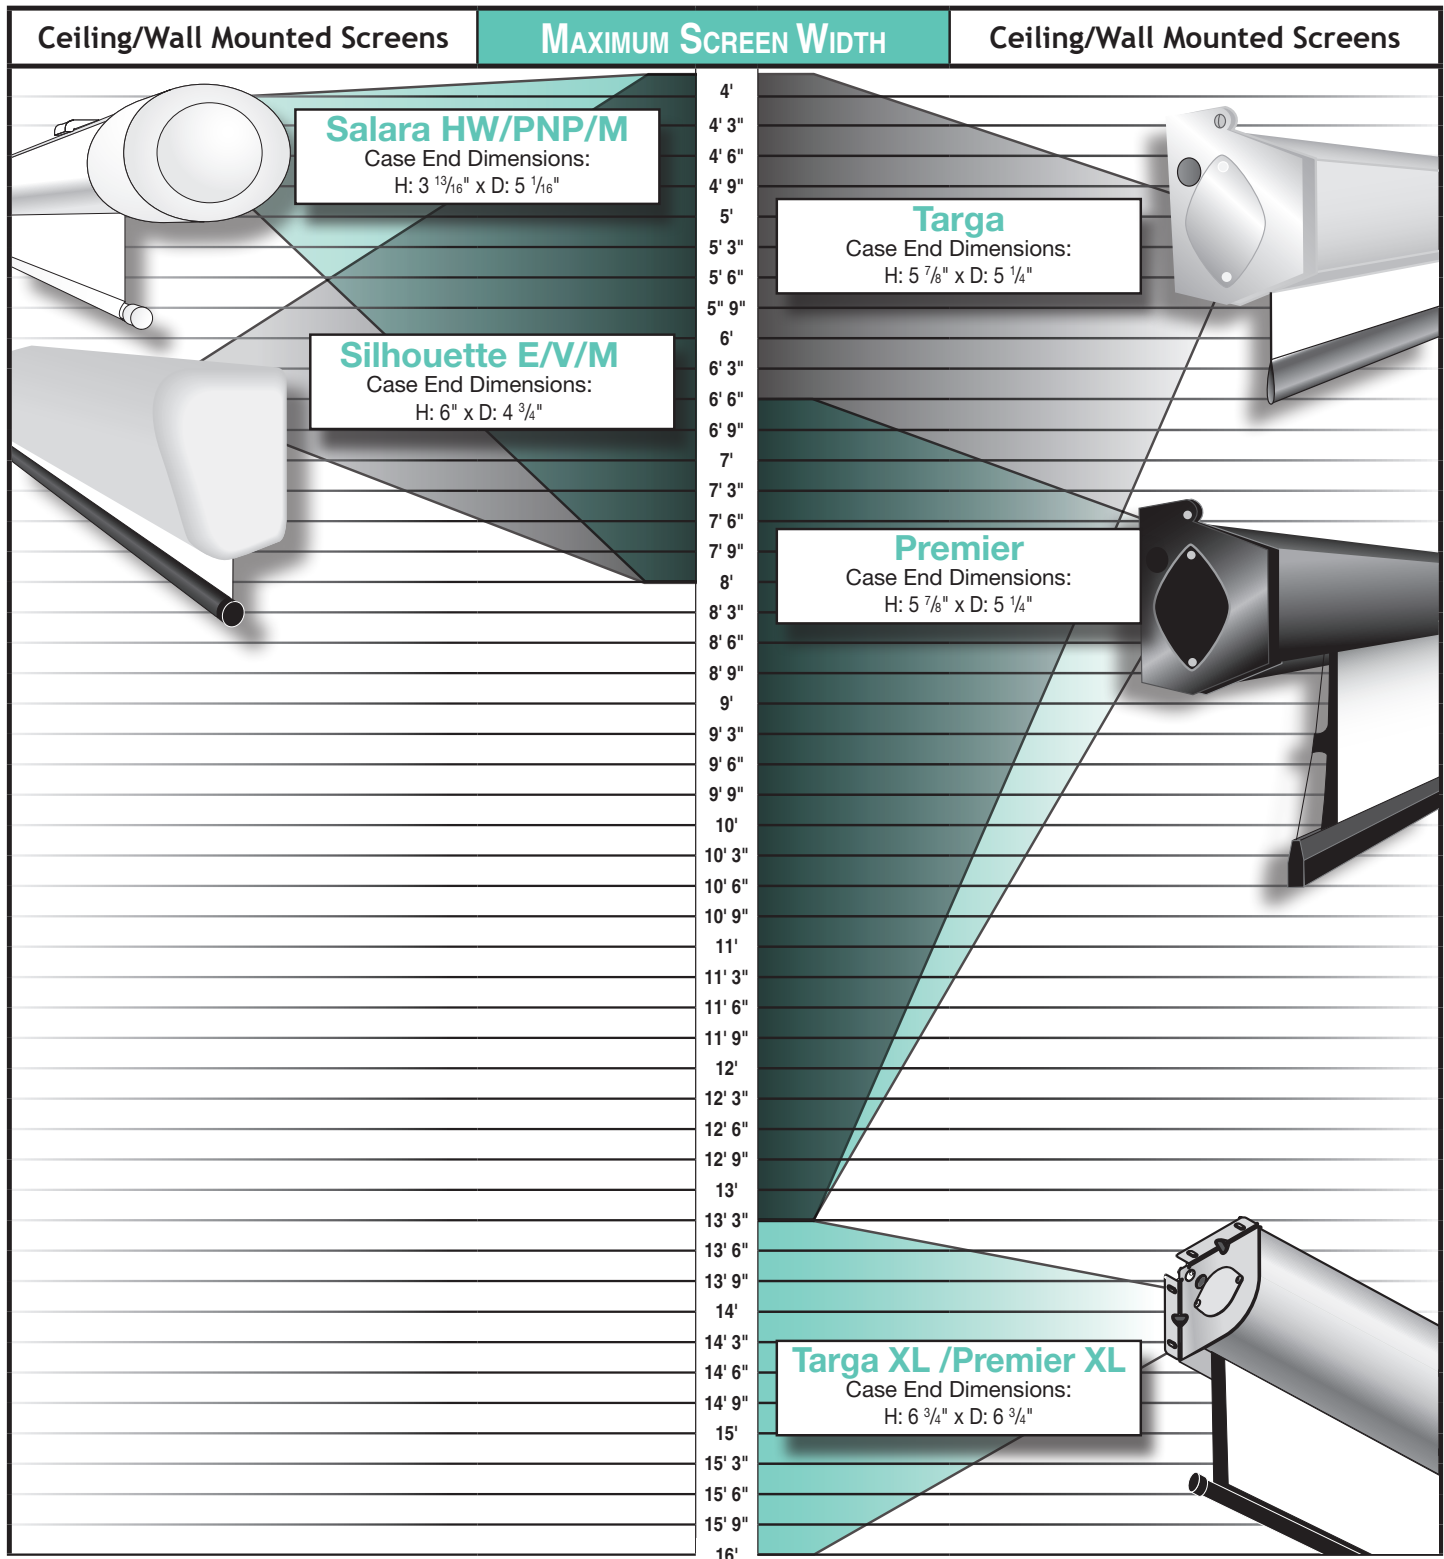 Ceiling/Wall Mounted Screens
MAXIMUM SCREEN WIDTH
Ceiling/Wall Mounted Screens
Salara HW/PNP/M
Case End Dimensions:
H: 3 13/16" x D: 5 1/16"
Silhouette E/V/M
Case End Dimensions:
H: 6" x D: 4 3/4"
4'
4' 3"
4' 6"
4' 9"
5'
5' 3"
5' 6"
5" 9"
6'
6' 3"
6' 6"
6' 9"
7'
7' 3"
7' 6"
7' 9"
8'
8' 3"
8' 6"
8' 9"
9'
9' 3"
9' 6"
9' 9"
10'
10' 3"
10' 6"
10' 9"
11'
11' 3"
11' 6"
11' 9"
12'
12' 3"
12' 6"
12' 9"
13'
13' 3"
13' 6"
13' 9"
14'
14' 3"
14' 6"
14' 9"
15'
15' 3"
15' 6"
15' 9"
16'
Targa
Case End Dimensions:
H: 5 7/8" x D: 5 1/4"
Premier
Case End Dimensions:
H: 5 7/8" x D: 5 1/4"
Targa XL /Premier XL
Case End Dimensions:
H: 6 3/4" x D: 6 3/4"